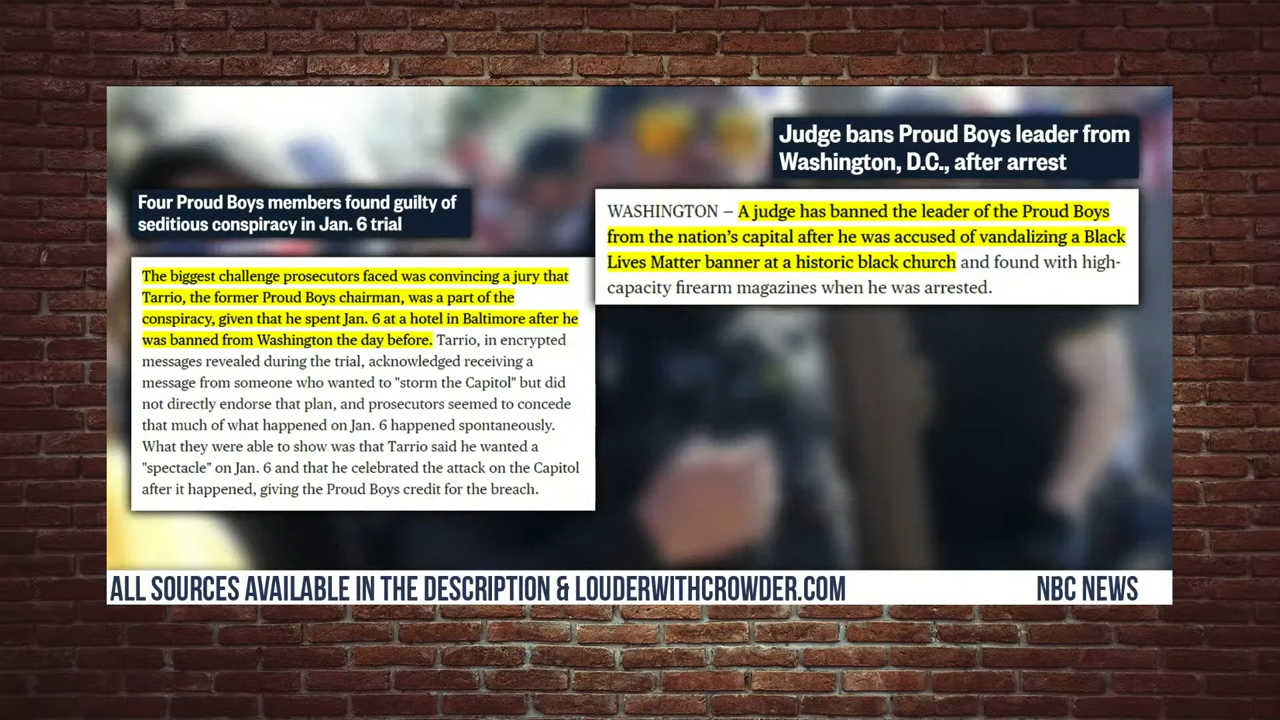 Judge bans Proud Boys leader from
Washington, D.C., after arrest
Four Proud Boys members found guilty of
seditious conspiracy in Jan. 6 trial
WASHINGTON – A judge has banned the leader of the Proud Boys
from the nation's capital after he was accused of vandalizing a Black
Lives Matter banner at a historic black church and found with high-
capacity firearm magazines when he was arrested.
The biggest challenge prosecutors faced was convincing a jury that
Tarrio, the former Proud Boys chairman, was a part of the
conspiracy, given that he spent Jan. 6 at a hotel in Baltimore after he
was banned from Washington the day before. Tarrio, in encrypted
messages revealed during the trial, acknowledged receiving a
message from someone who wanted to "storm the Capitol" but did
not directly endorse that plan, and prosecutors seemed to concede
that much of what happened on Jan. 6 happened spontaneously.
What they were able to show was that Tarrio said he wanted a
"spectacle" on Jan. 6 and that he celebrated the attack on the Capitol
after it happened, giving the Proud Boys credit for the breach.
ALL SOURCES AVAILABLE IN THE DESCRIPTION & LOUDERWITHCROWDER.COM
NBC NEWS